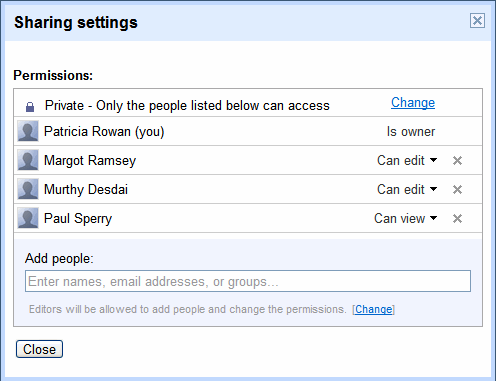 Sharing settings
Permissions:
Private - Only the people listed below can access Change
Patricia Rowan (you) Is owner
Margot Ramsey Can edit
Murthy Desdai Can edit
Paul Sperry Can view
Add people:
Enter names, email addresses, or groups...
Editors will be allowed to add people and change the permissions. [Change]
Close